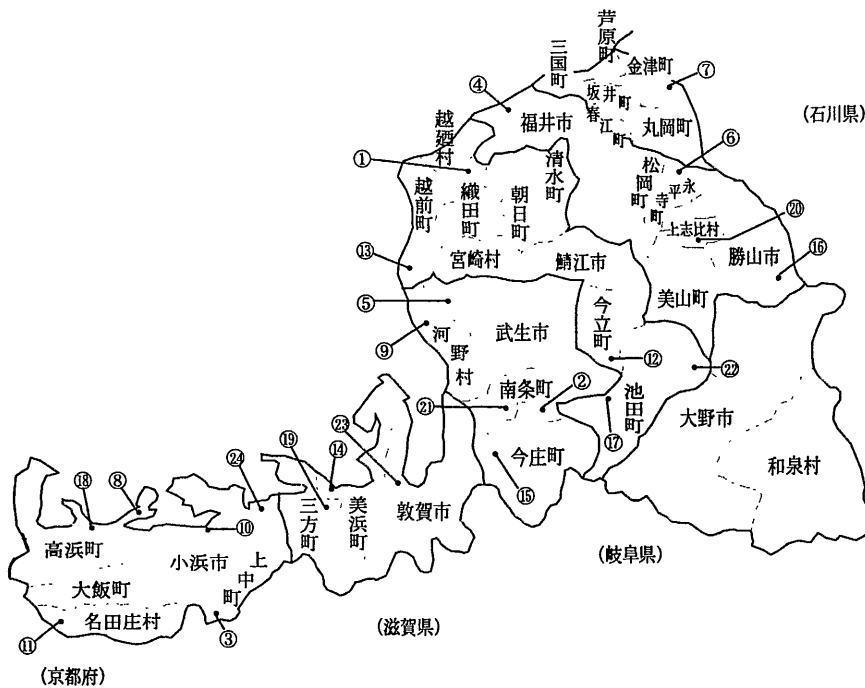 芦原町
三国町
金津町
⑦
④
坂井町
春江町
丸岡町
(石川県)
福井市
越廼村
①
清水町
⑥
松岡町
永平寺町
越前町
織田町
朝日町
上志比村
⑳
⑬
宮崎村
鯖江市
勝山市
⑯
⑤
今立町
美山町
⑨
河野村
武生市
⑫
㉒
㉑
南条町
②
池田町
大野市
⑰
㉓
⑲
⑭
今庄町
⑮
和泉村
㉔
⑱
⑧
三方町
美浜町
敦賀市
⑩
高浜町
小浜市
上中町
(岐阜県)
大飯町
名田庄村
③
⑪
(滋賀県)
(京都府)